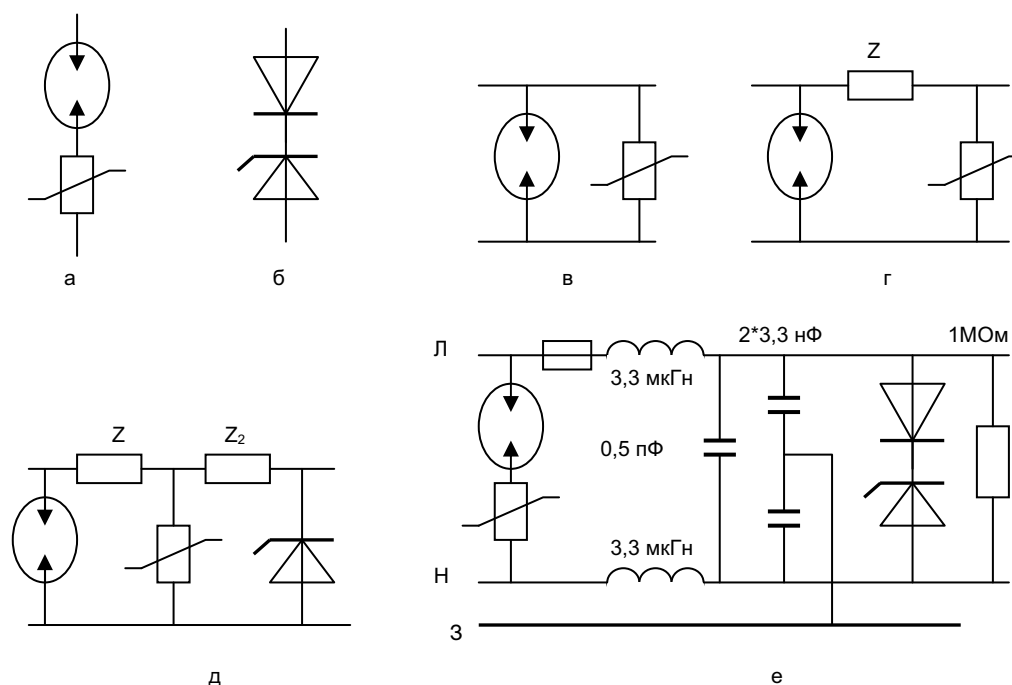 Z
а
б
в
г
2*3,3 нФ
1МОм
Л
3,3 мкГн
Z
Z₂
0,5 пФ
3,3 мкГн
Н
З
д
е